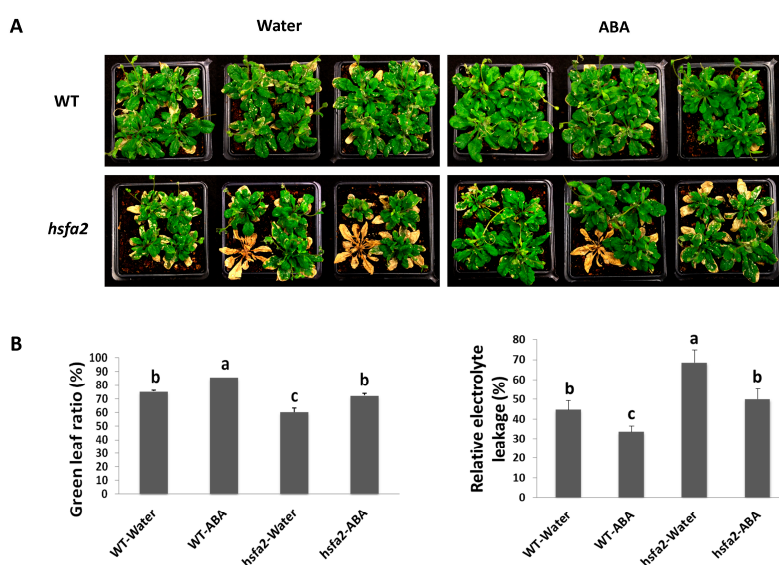 A
Water
ABA
WT
hsfa2
B
Green leaf ratio (%)
100
90
80
70
60
50
40
30
20
10
0
b
a
c
b
WT-Water
WT-ABA
hsfa2-Water
hsfa2-ABA
Relative electrolyte
leakage (%)
80
70
60
50
40
30
20
10
0
b
c
a
b
WT-Water
WT-ABA
hsfa2-Water
hsfa2-ABA